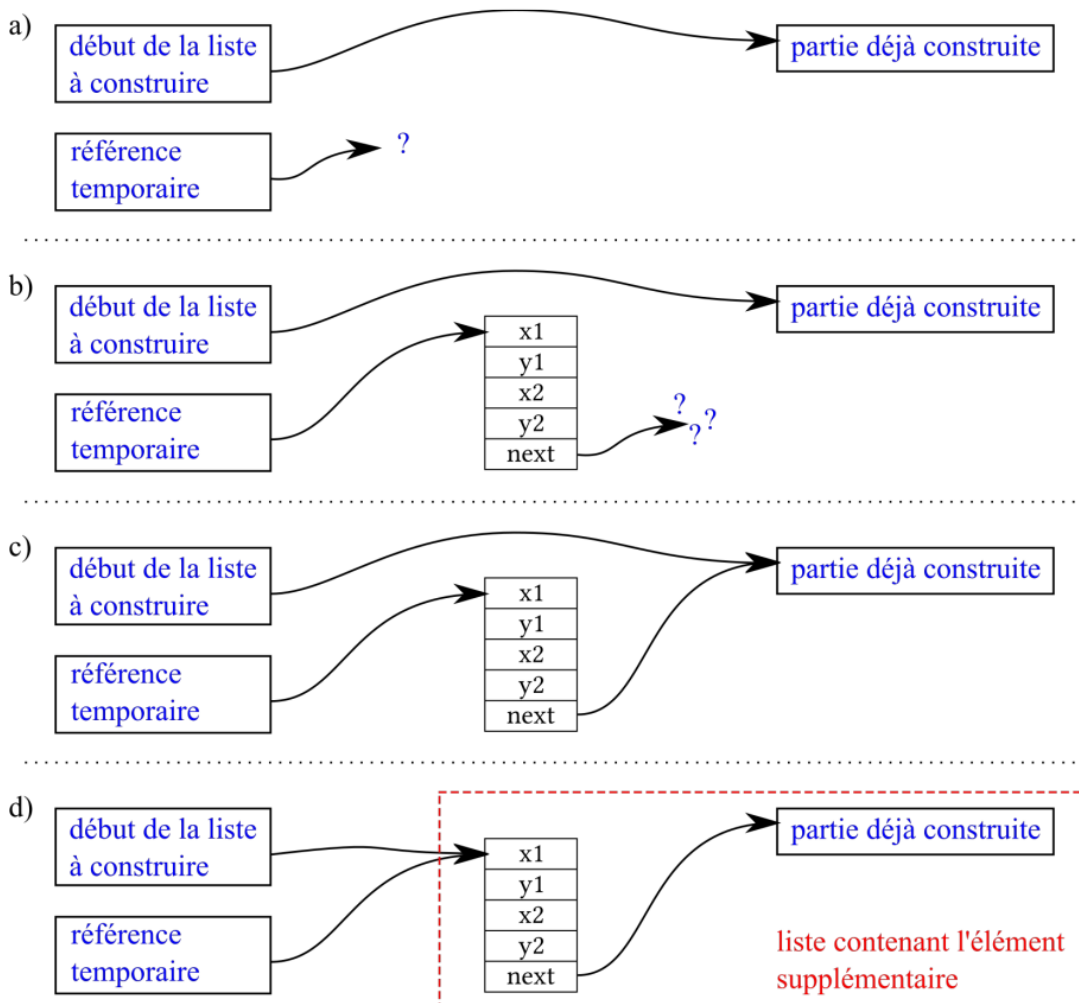 a)
début de la liste
à construire
partie déjà construite
référence
temporaire
?
b)
début de la liste
à construire
partie déjà construite
x1
y1
x2
y2
next
référence
temporaire
?
?
?
c)
début de la liste
à construire
partie déjà construite
x1
y1
x2
y2
next
référence
temporaire
d)
début de la liste
à construire
partie déjà construite
x1
y1
x2
y2
next
référence
temporaire
liste contenant l'élément
supplémentaire